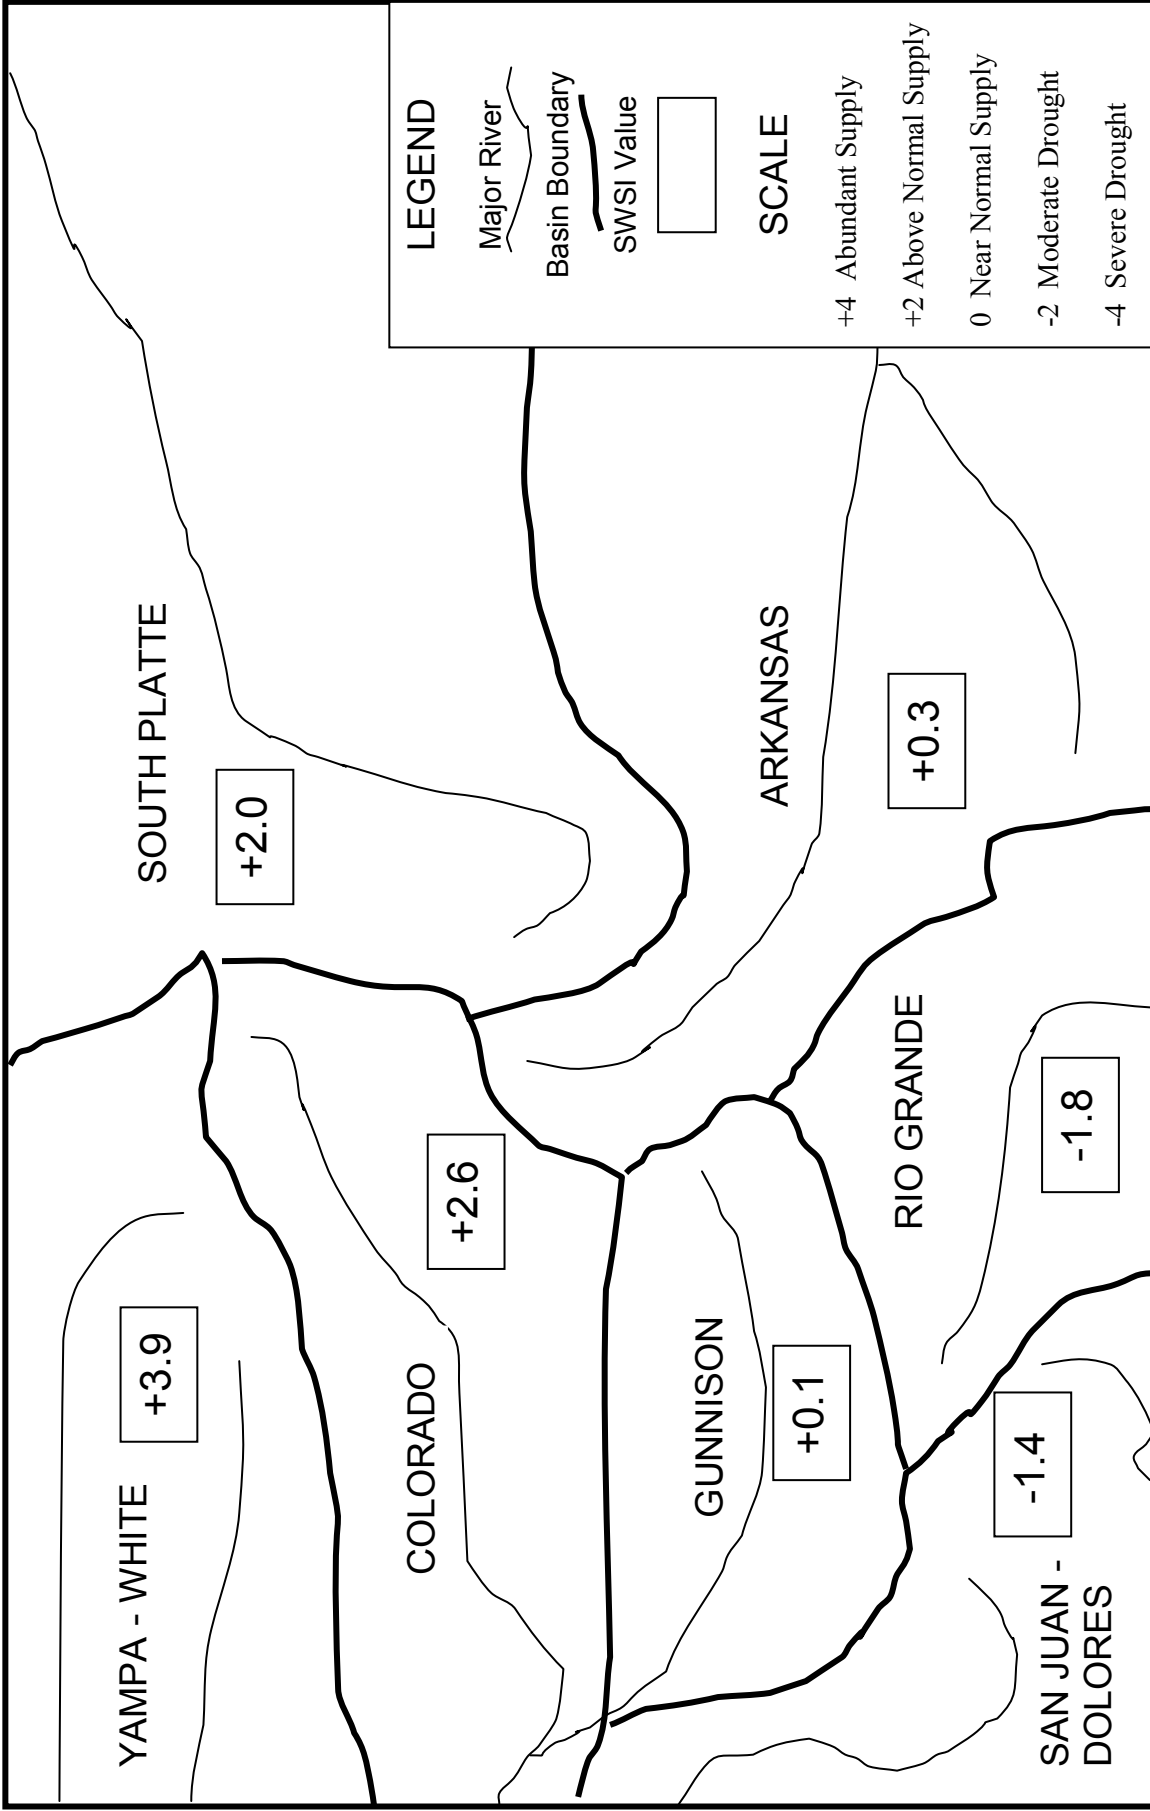 YAMPA - WHITE
+3.9
SOUTH PLATTE
+2.0
COLORADO
+2.6
GUNNISON
+0.1
ARKANSAS
+0.3
RIO GRANDE
-1.8
SAN JUAN -
DOLORES
-1.4
LEGEND
Major River
Basin Boundary
SWSI Value
SCALE
+4 Abundant Supply
+2 Above Normal Supply
0 Near Normal Supply
-2 Moderate Drought
-4 Severe Drought